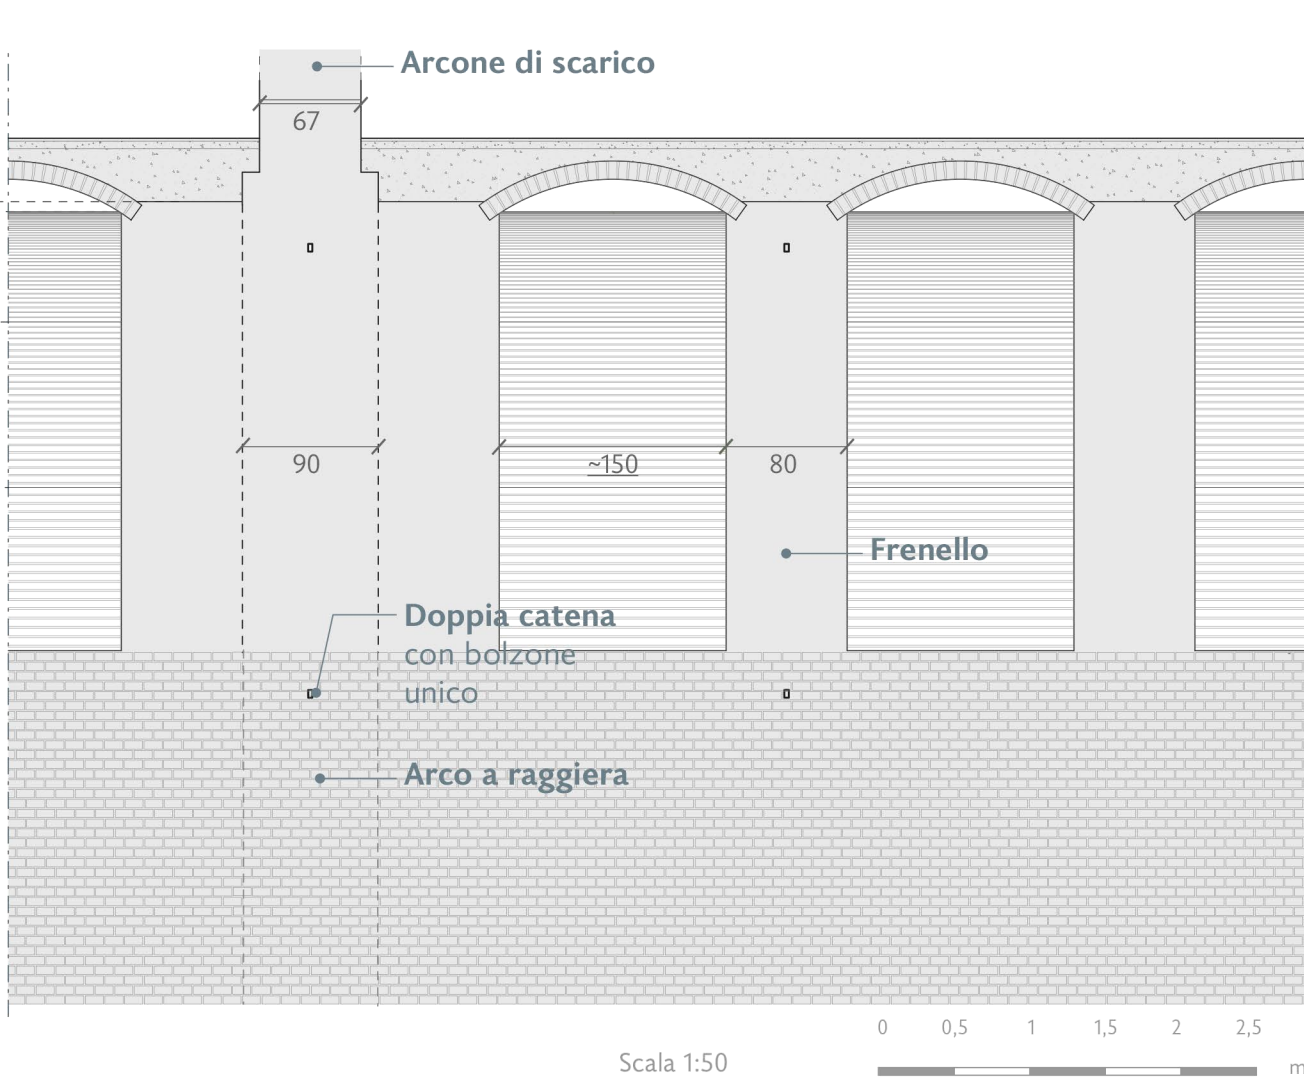 Arcone di scarico
67
90
~150
80
Frenello
Doppia catena
con bolzone
unico
Arco a raggiera
0 0,5 1 1,5 2 2,5
Scala 1:50
m